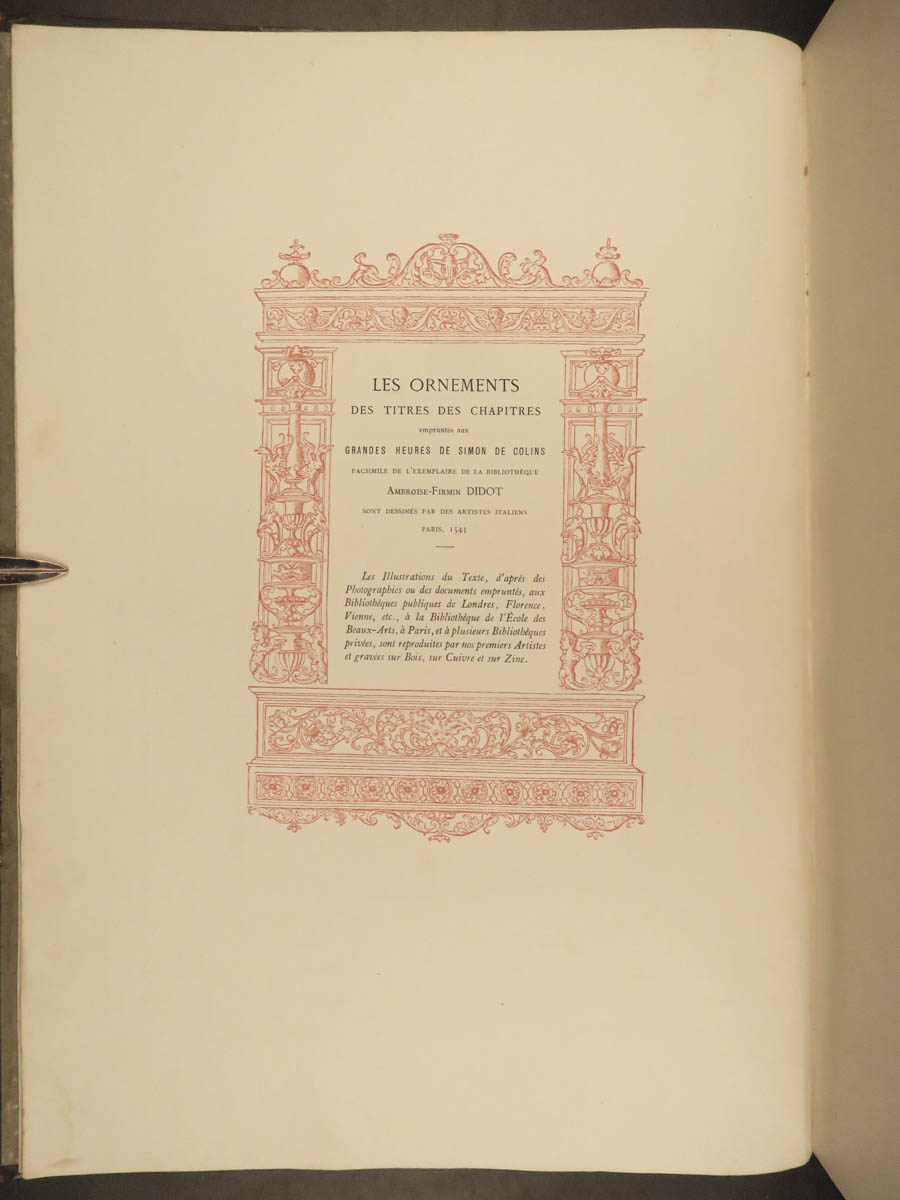 LES ORNEMENTS
DES TITRES DES CHAPITRES
empruntés aux
GRANDES HEURES DE SIMON DE COLINS
FACSIMILE DE L'EXEMPLAIRE DE LA BIBLIOTHÈQUE
AMBROISE-FIRMIN DIDOT
SONT DESSINÉS PAR DES ARTISTES ITALIENS
PARIS, 1543
Les Illustrations du Texte, d'après des
Photographies ou des documents empruntés, aux
Bibliothèques publiques de Londres, Florence,
Vienne, etc., à la Bibliothèque de l'École des
Beaux-Arts, à Paris, et à plusieurs Bibliothèques
privées, sont reproduites par nos premiers Artistes
et gravées sur Bois, sur Cuivre et sur Zinc.